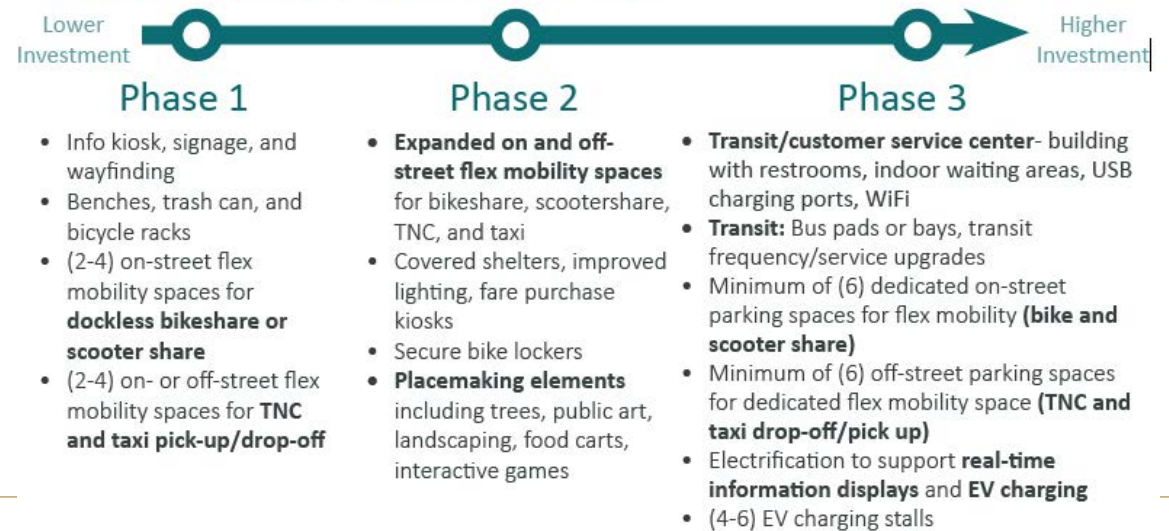 Lower
Investment
Higher
Investment
Phase 1
• Info kiosk, signage, and
wayfinding
• Benches, trash can, and
bicycle racks
• (2-4) on-street flex
mobility spaces for
dockless bikeshare or
scooter share
• (2-4) on- or off-street flex
mobility spaces for TNC
and taxi pick-up/drop-off
Phase 2
• Expanded on and off-
street flex mobility spaces
for bikeshare, scootershare,
TNC, and taxi
• Covered shelters, improved
lighting, fare purchase
kiosks
• Secure bike lockers
• Placemaking elements
including trees, public art,
landscaping, food carts,
interactive games
Phase 3
• Transit/customer service center- building
with restrooms, indoor waiting areas, USB
charging ports, WiFi
• Transit: Bus pads or bays, transit
frequency/service upgrades
• Minimum of (6) dedicated on-street
parking spaces for flex mobility (bike and
scooter share)
• Minimum of (6) off-street parking spaces
for dedicated flex mobility space (TNC and
taxi drop-off/pick up)
• Electrification to support real-time
information displays and EV charging
• (4-6) EV charging stalls